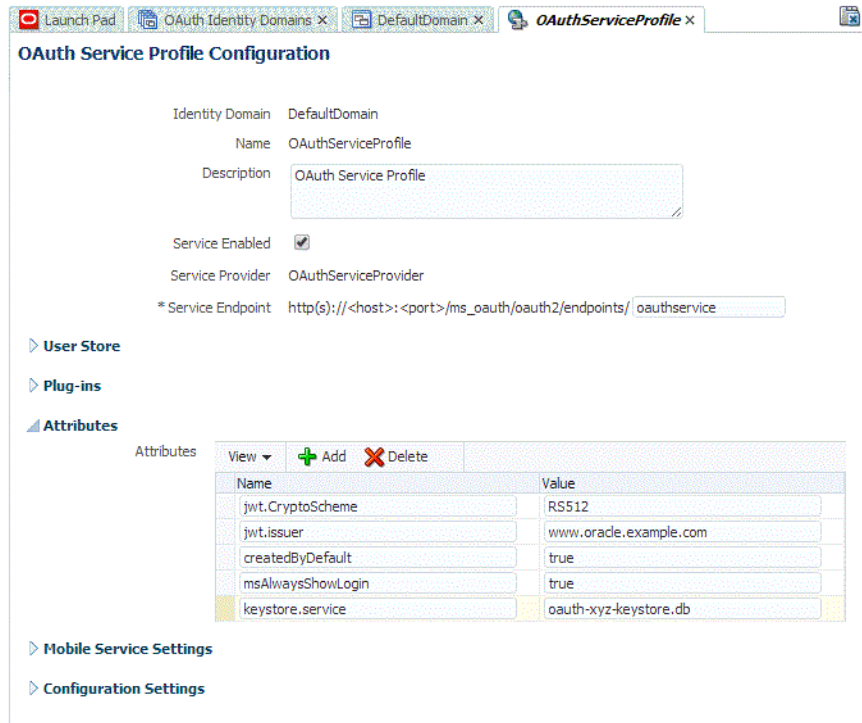 Launch Pad OAuth Identity Domains × DefaultDomain × OAuthServiceProfile ×
OAuth Service Profile Configuration
Identity Domain DefaultDomain
Name OAuthServiceProfile
Description OAuth Service Profile
Service Enabled
Service Provider OAuthServiceProvider
* Service Endpoint http(s)://<host>:<port>/ms_oauth/oauth2/endpoints/ oauthservice
User Store
Plug-ins
Attributes
Attributes View Add Delete
Name Value
jwt.CryptoScheme RS512
jwt.issuer www.oracle.example.com
createdByDefault true
msAlwaysShowLogin true
keystore.service oauth-xyz-keystore.db
Mobile Service Settings
Configuration Settings